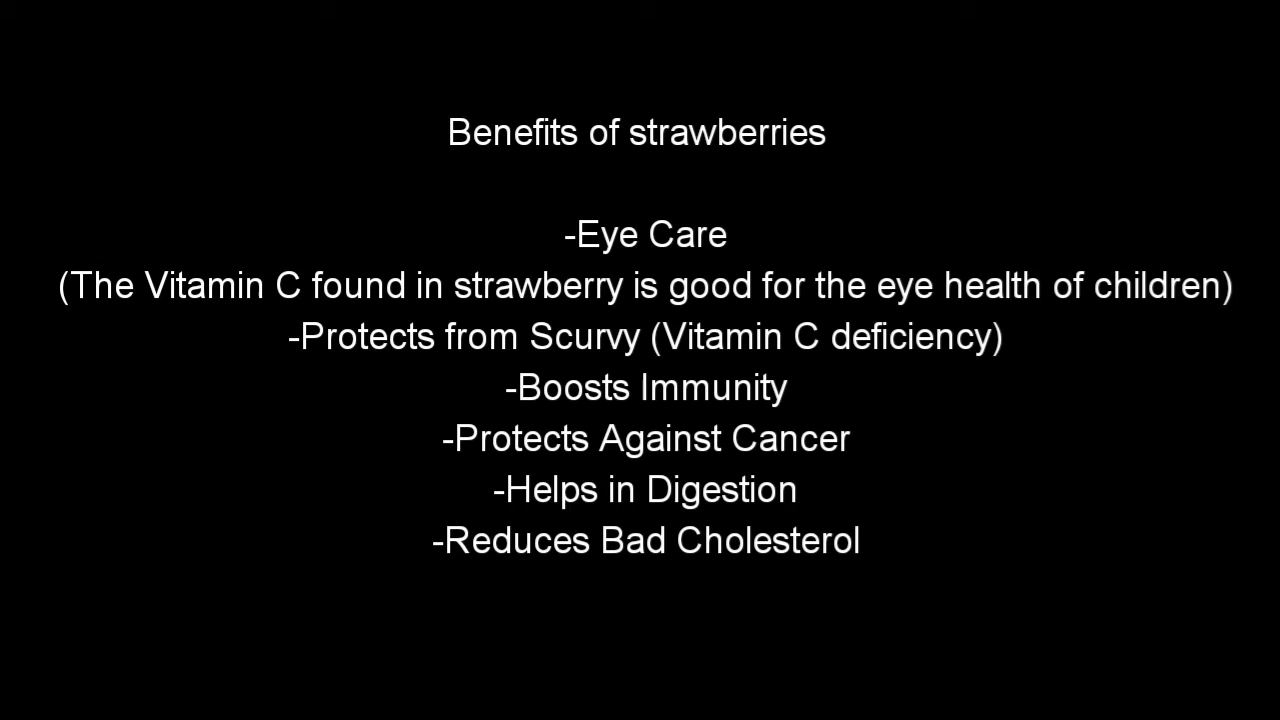 Benefits of strawberries
-Eye Care
(The Vitamin C found in strawberry is good for the eye health of children)
-Protects from Scurvy (Vitamin C deficiency)
-Boosts Immunity
-Protects Against Cancer
-Helps in Digestion
-Reduces Bad Cholesterol